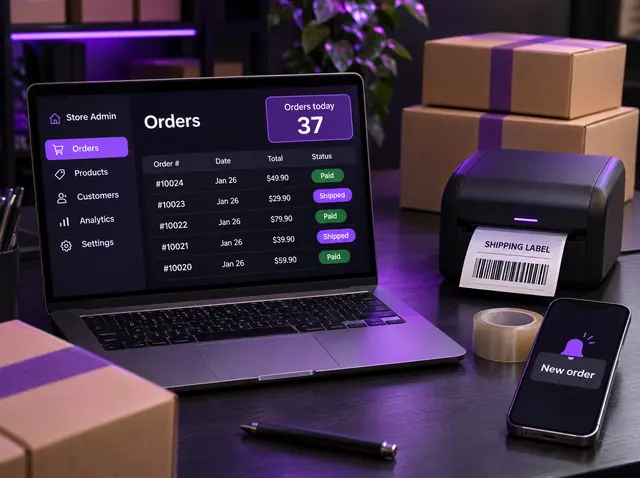 Store Admin
Orders
Products
Customers
Analytics
Settings
Orders
Orders today
37
Order # Date Total Status
#10024 Jan 26 $49.90 Paid
#10023 Jan 26 $29.90 Shipped
#10022 Jan 26 $79.90 Paid
#10021 Jan 26 $39.90 Shipped
#10020 Jan 26 $59.90 Paid
SHIPPING LABEL
New order